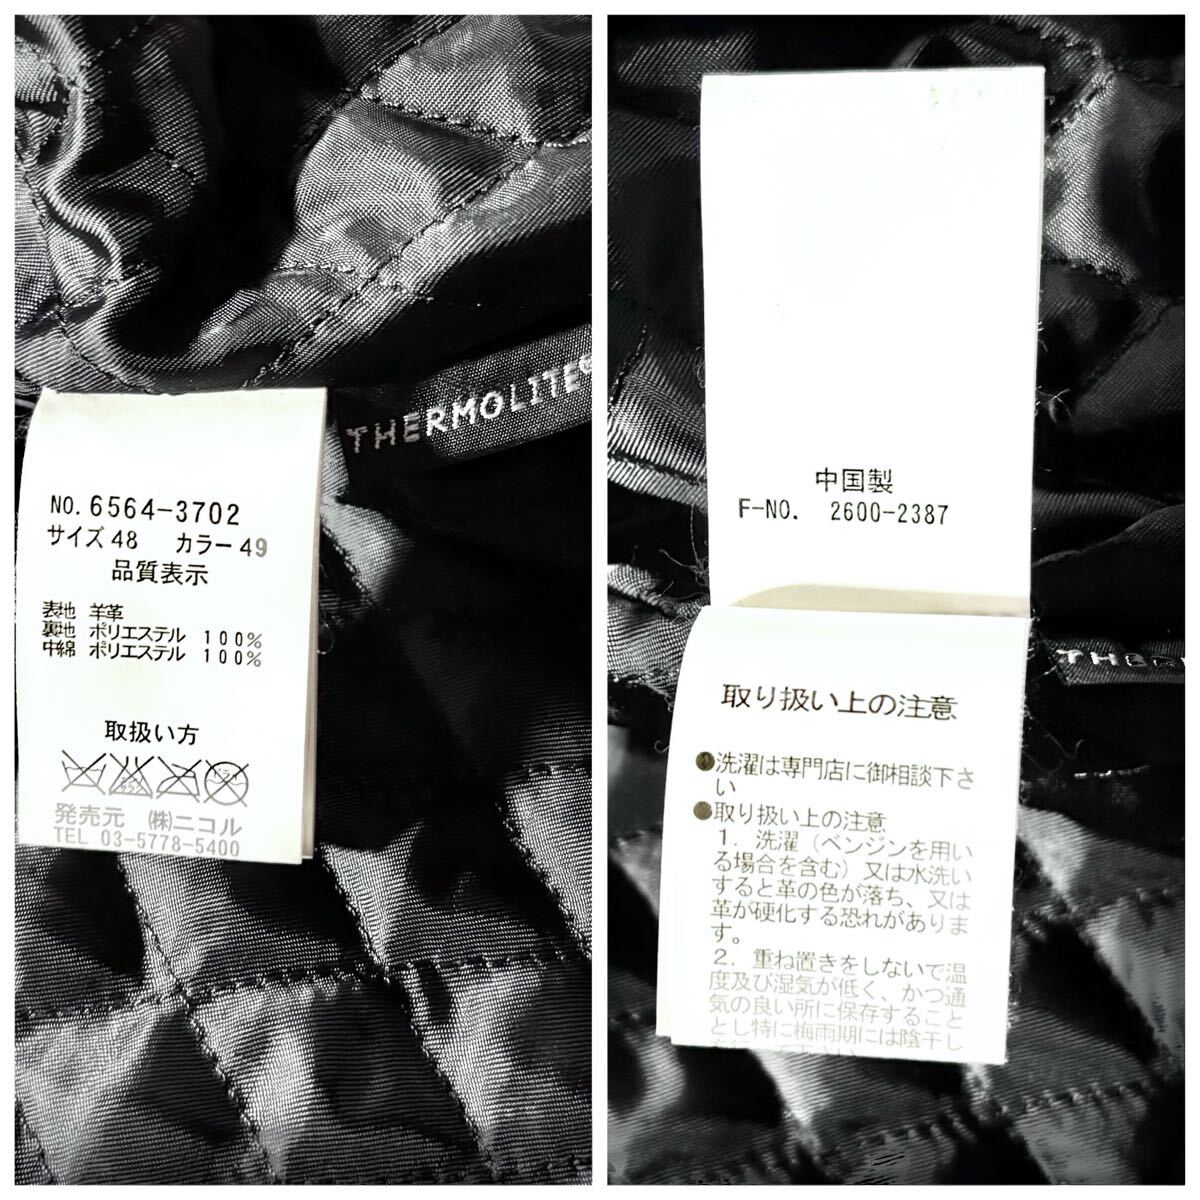 THERMOLITE®
NO. 6564-3702
サイズ 48 カラー 49
品質表示
表地 羊革
裏地 ポリエステル 100%
中綿 ポリエステル 100%
取扱い方
ドライ
発売元 (株)ニコル
TEL 03-5778-5400
中国製
F-NO. 2600-2387
THER
取り扱い上の注意
●洗濯は専門店に御相談下さ
い
●取り扱い上の注意
1. 洗濯(ベンジンを用い
る場合を含む)又は水洗い
すると革の色が落ち、又は
革が硬化する恐れがありま
す。
2. 重ね置きをしないで温
度及び湿気が低く、かつ通
気の良い所に保存すること
とし特に梅雨期には陰干し